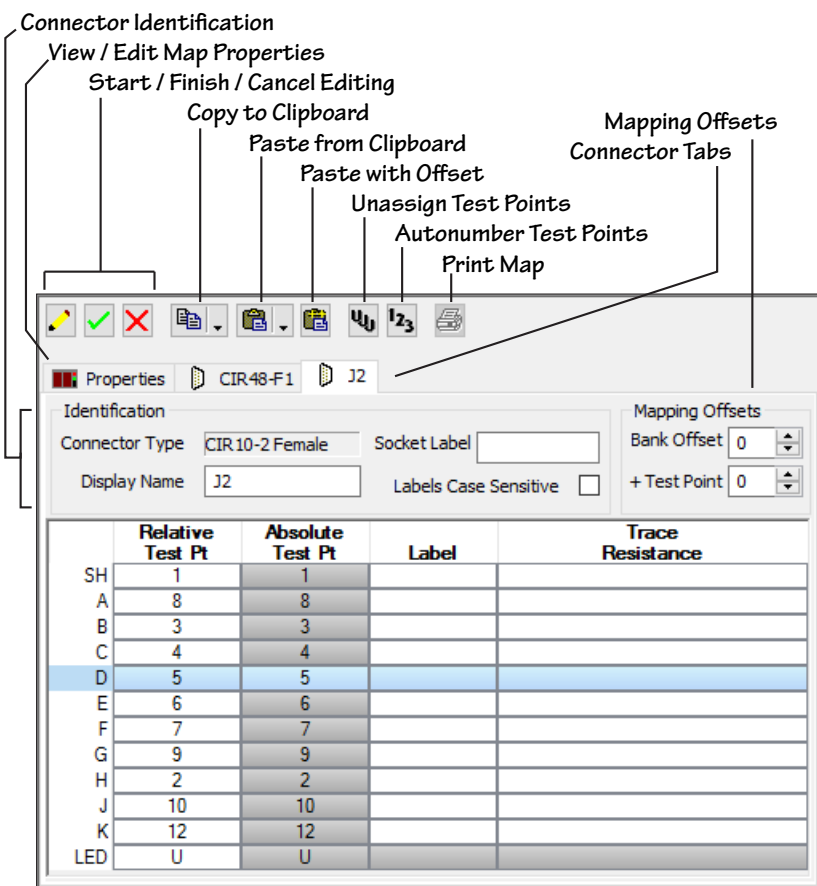 Connector Identification
View / Edit Map Properties
Start / Finish / Cancel Editing
Copy to Clipboard
Paste from Clipboard
Paste with Offset
Unassign Test Points
Autonumber Test Points
Print Map
Mapping Offsets
Connector Tabs
UU 123
Properties CIR48-F1 J2
Identification Mapping Offsets
Connector Type CIR10-2 Female Socket Label Bank Offset 0
Display Name J2 Labels Case Sensitive + Test Point 0
Relative Absolute Trace
Test Pt Test Pt Label Resistance
SH 1 1
A 8 8
B 3 3
C 4 4
D 5 5
E 6 6
F 7 7
G 9 9
H 2 2
J 10 10
K 12 12
LED U U